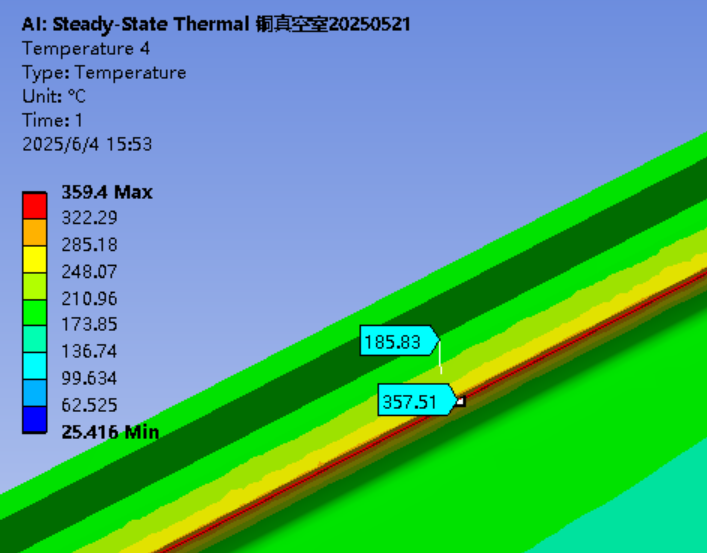 AI: Steady-State Thermal 铜真空室20250521
Temperature 4
Type: Temperature
Unit: °C
Time: 1
2025/6/4 15:53
359.4 Max
322.29
285.18
248.07
210.96
173.85
136.74
99.634
62.525
25.416 Min
185.83
357.51